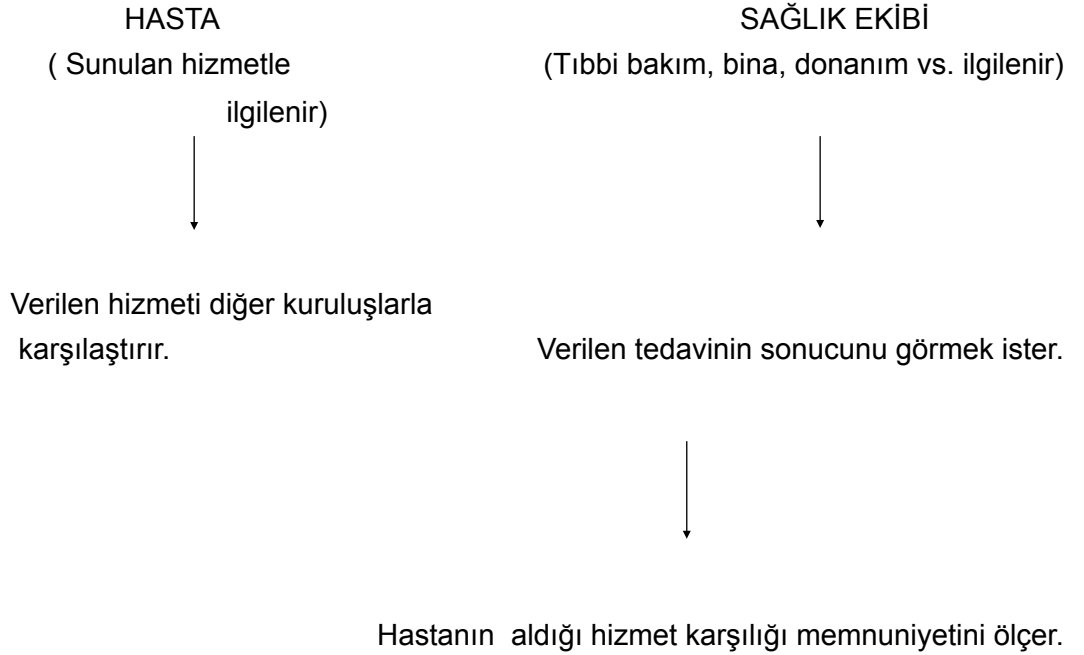 HASTA
( Sunulan hizmetle
ilgilenir)
SAĞLIK EKİBİ
(Tıbbi bakım, bina, donanım vs. ilgilenir)
Verilen hizmeti diğer kuruluşlarla
karşılaştırır.
Verilen tedavinin sonucunu görmek ister.
Hastanın aldığı hizmet karşılığı memnuniyetini ölçer.